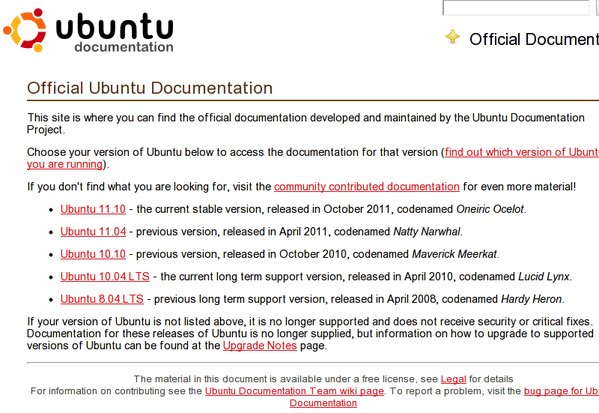 ubuntu
documentation
Official Document
Official Ubuntu Documentation
This site is where you can find the official documentation developed and maintained by the Ubuntu Documentation
Project.
Choose your version of Ubuntu below to access the documentation for that version (find out which version of Ubunt
you are running).
If you don't find what you are looking for, visit the community contributed documentation for even more material!
• Ubuntu 11.10 - the current stable version, released in October 2011, codenamed Oneiric Ocelot.
• Ubuntu 11.04 - previous version, released in April 2011, codenamed Natty Narwhal.
• Ubuntu 10.10 - previous version, released in October 2010, codenamed Maverick Meerkat.
• Ubuntu 10.04 LTS - the current long term support version, released in April 2010, codenamed Lucid Lynx.
• Ubuntu 8.04 LTS - previous long term support version, released in April 2008, codenamed Hardy Heron.
If your version of Ubuntu is not listed above, it is no longer supported and does not receive security or critical fixes.
Documentation for these releases of Ubuntu is no longer supplied, but information on how to upgrade to supported
versions of Ubuntu can be found at the Upgrade Notes page.
The material in this document is available under a free license, see Legal for details
For information on contributing see the Ubuntu Documentation Team wiki page. To report a problem, visit the bug page for Ub
Documentation